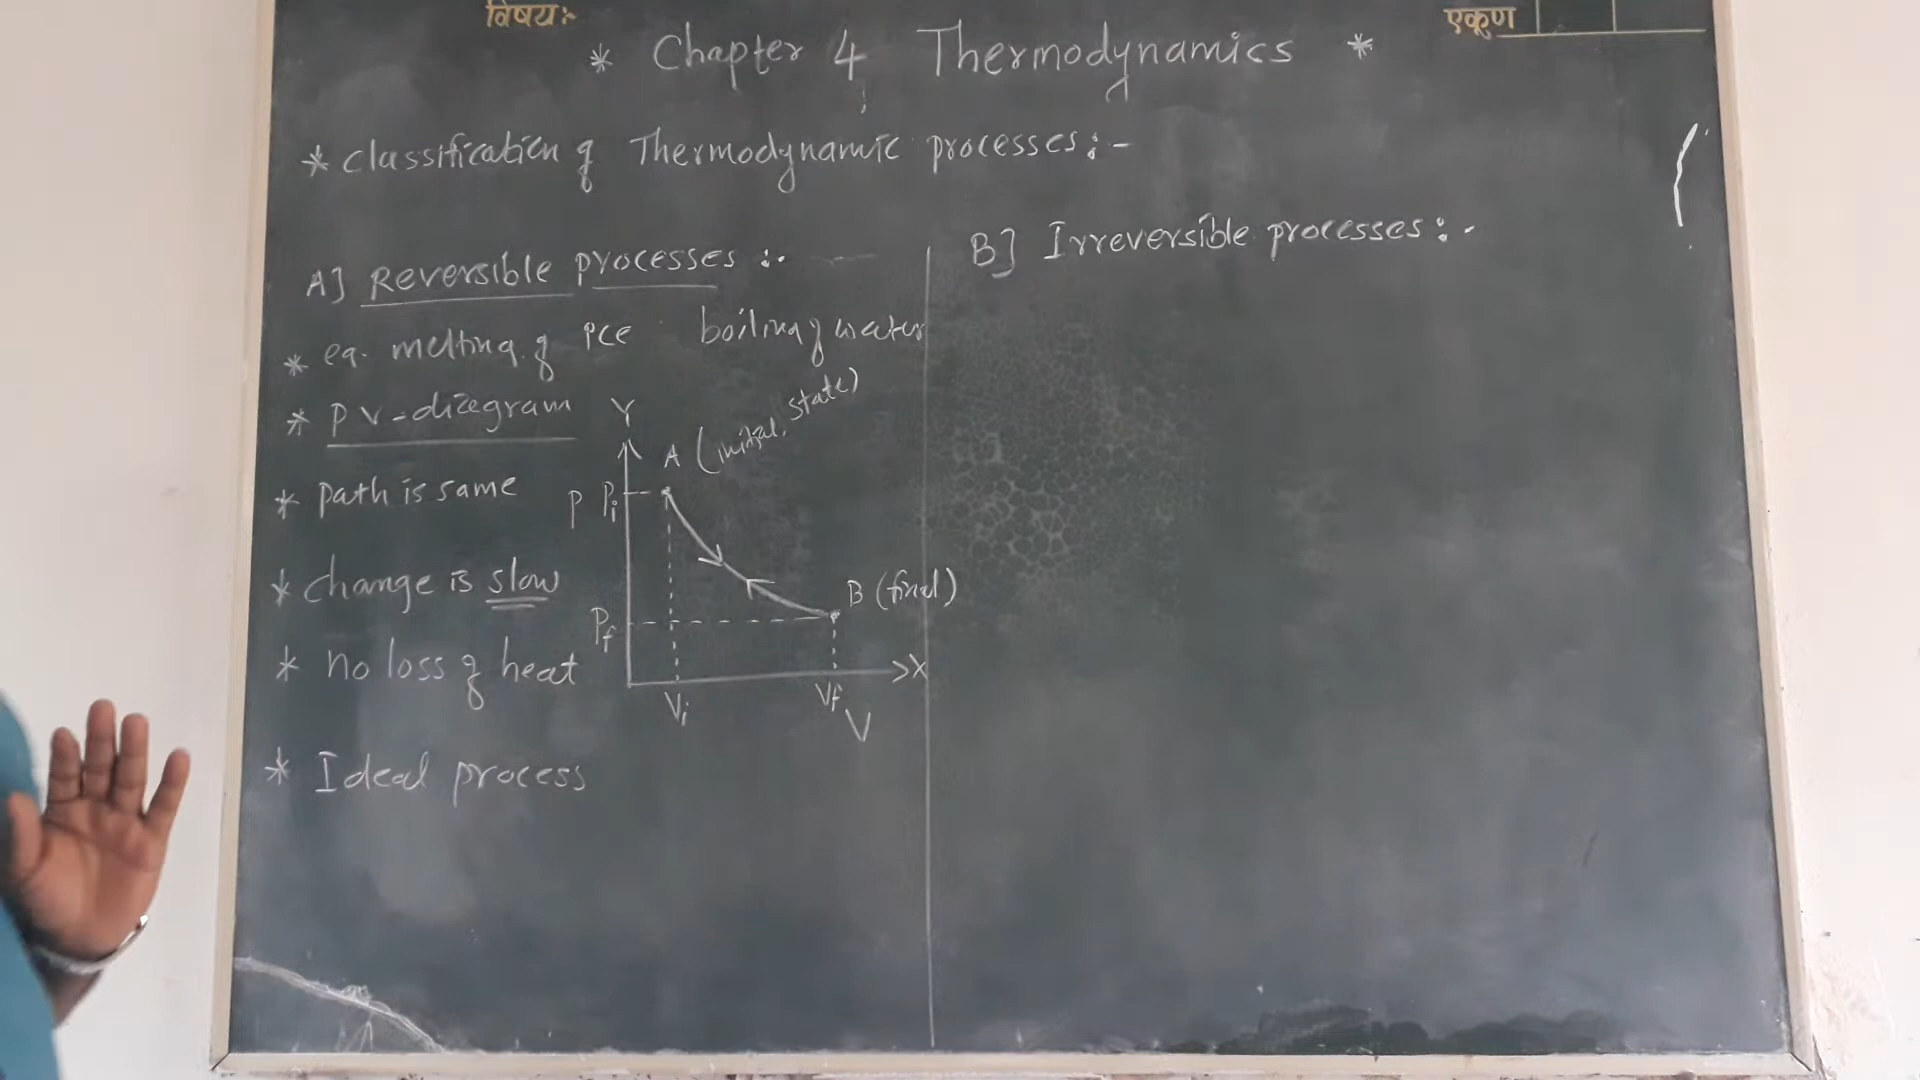 विषय:-
एकूण
* Chapter 4 Thermodynamics *
* classification of Thermodynamic processes:-
A] Reversible processes :-
* eg. melting of ice boiling of water
* PV-diagram
* path is same
* change is slow
* no loss of heat
* Ideal process
Y
A (initial state)
P Pi
B (final)
Pf
X
Vi Vf
V
B] Irreversible processes :-